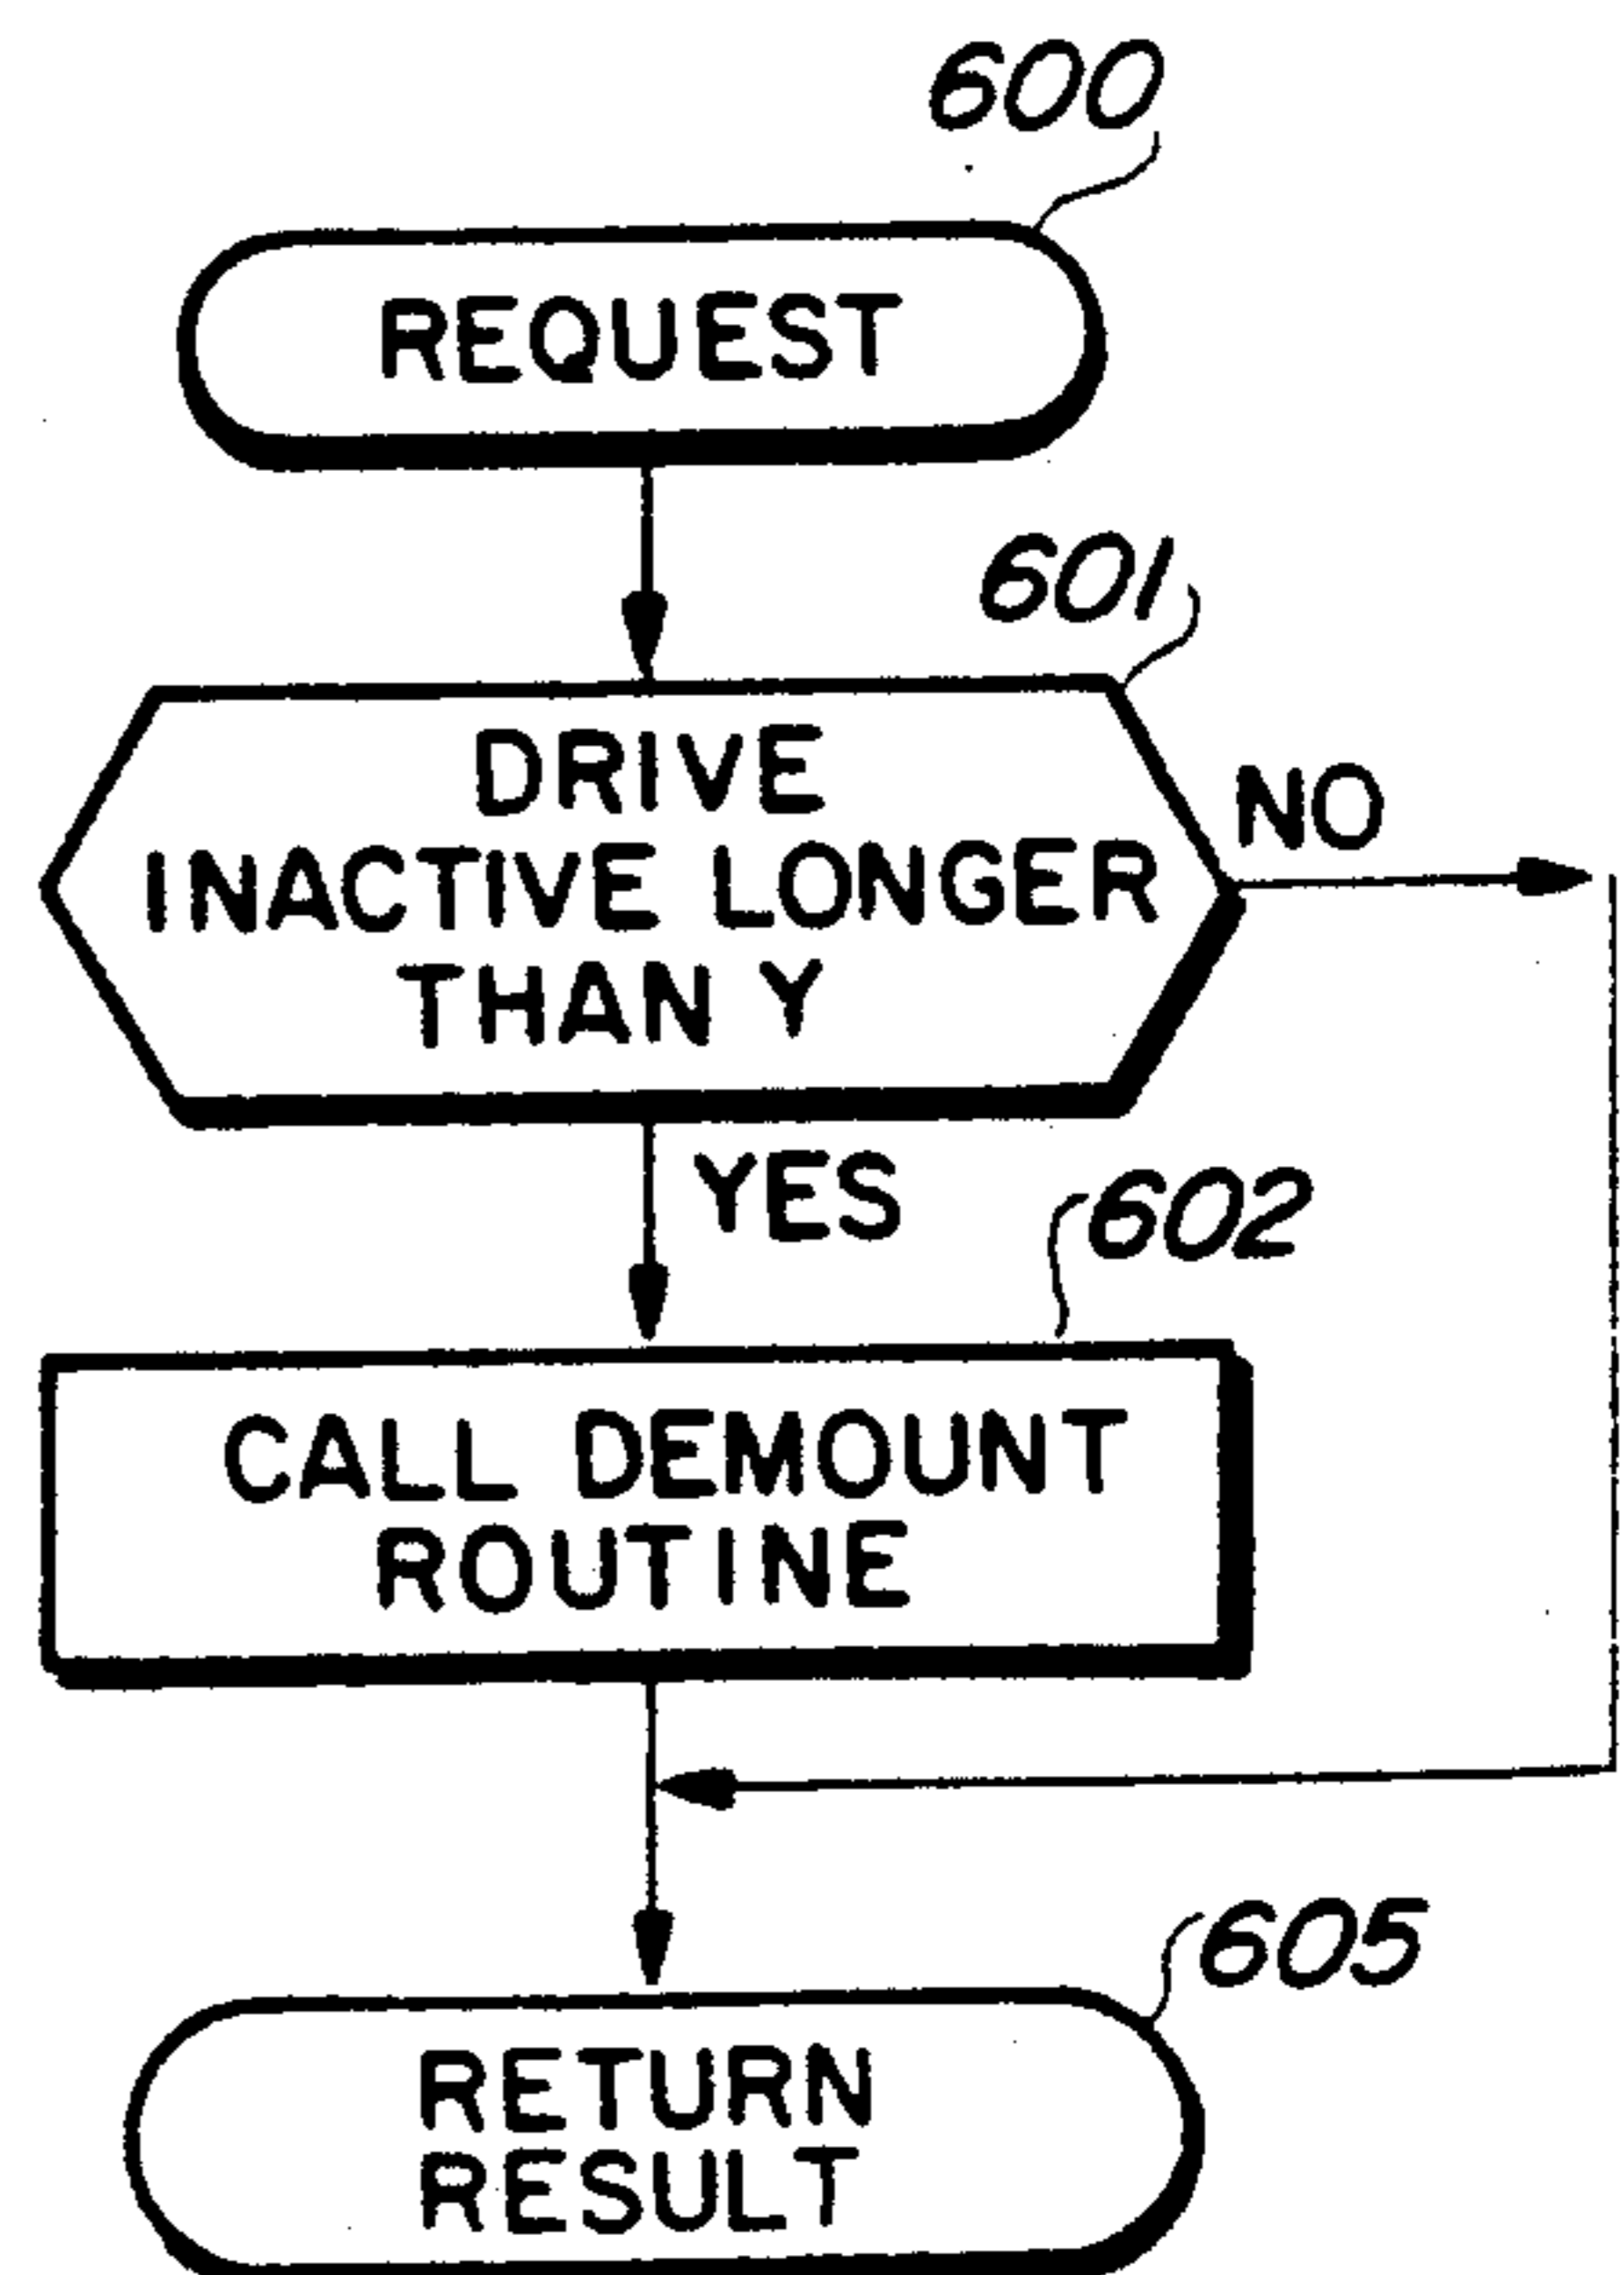 600
REQUEST
601
DRIVE
INACTIVE LONGER
THAN Y
NO
YES
602
CALL DEMOUNT
ROUTINE
605
RETURN
RESULT